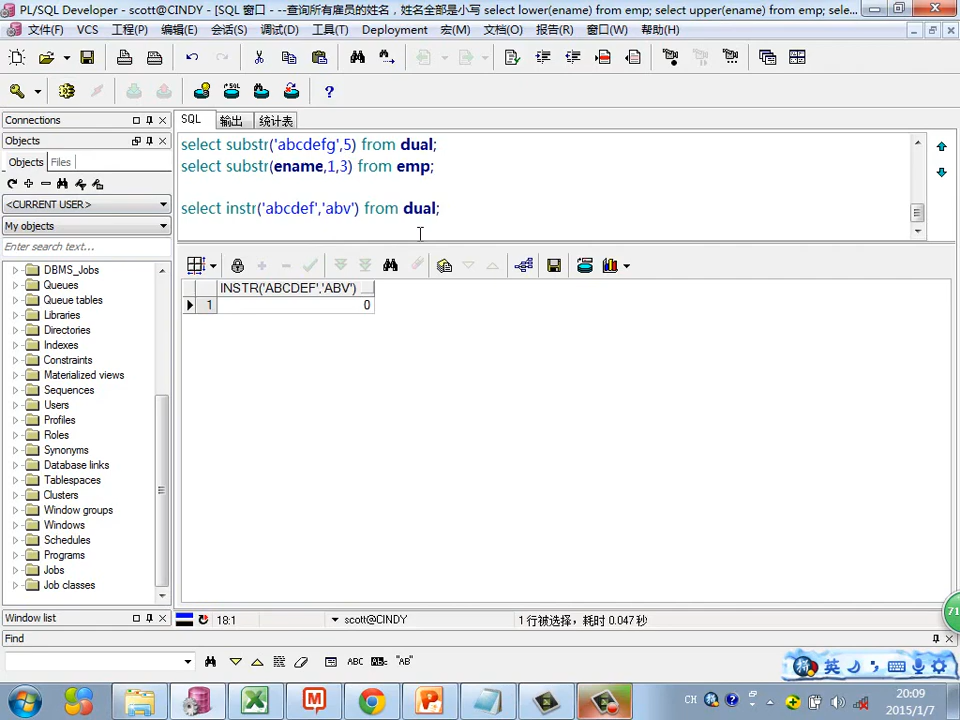 PL/SQL Developer - scott@CINDY - [SQL 窗口 - ---查询所有雇员的姓名，姓名全部是小写 select lower(ename) from emp; select upper(ename) from emp; sele...
文件(F) VCS 工程(P) 编辑(E) 会话(S) 调试(D) 工具(T) Deployment 宏(M) 文档(O) 报告(R) 窗口(W) 帮助(H)
Connections
SQL 输出 统计表
Objects
select substr('abcdefg',5) from dual;
Objects Files
select substr(ename,1,3) from emp;
<CURRENT USER>
select instr('abcdef','abv') from dual;
My objects
Enter search text...
DBMS_Jobs
Queues
INSTR('ABCDEF','ABV')
Queue tables
1 0
Libraries
Directories
Indexes
Constraints
Materialized views
Sequences
Users
Profiles
Roles
Synonyms
Database links
Tablespaces
Clusters
Window groups
Windows
Schedules
Programs
Jobs
Job classes
Window list
18:1 scott@CINDY 1 行被选择，耗时 0.047 秒
71
Find
ABC "AB"
英
CH
20:09
2015/1/7